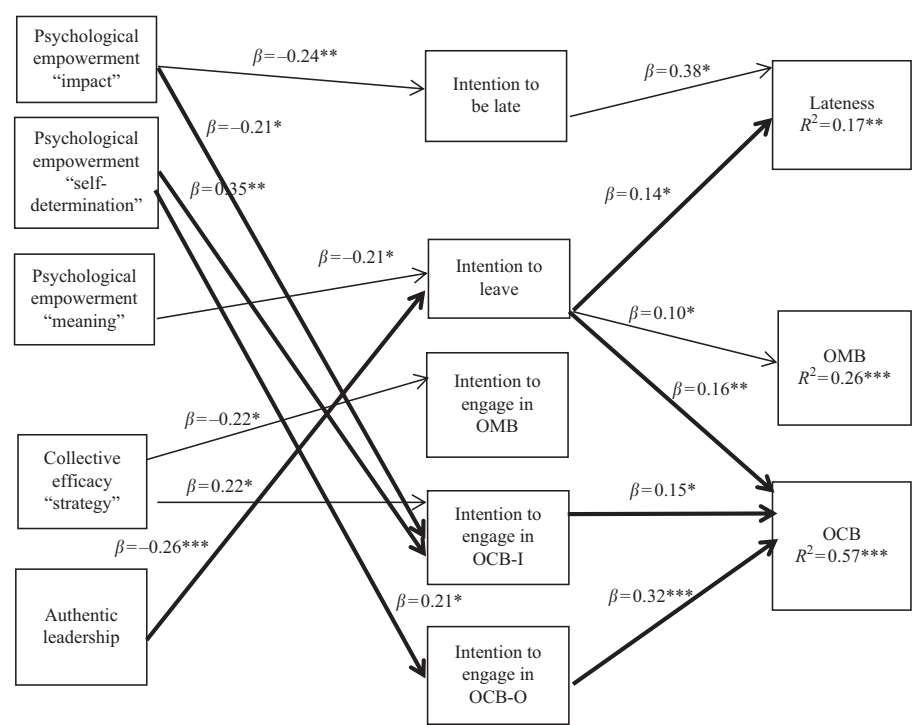 Psychological
empowerment
“impact”
Psychological
empowerment
“self-
determination”
Psychological
empowerment
“meaning”
Collective
efficacy
“strategy”
Authentic
leadership
β=–0.24**
β=–0.21*
β=0.35**
β=–0.21*
β=–0.22*
β=0.22*
β=–0.26***
β=0.21*
Intention to
be late
Intention to
leave
Intention to
engage in
OMB
Intention to
engage in
OCB-I
Intention to
engage in
OCB-O
β=0.38*
β=0.14*
β=0.10*
β=0.16**
β=0.15*
β=0.32***
Lateness
R²=0.17**
OMB
R²=0.26***
OCB
R²=0.57***